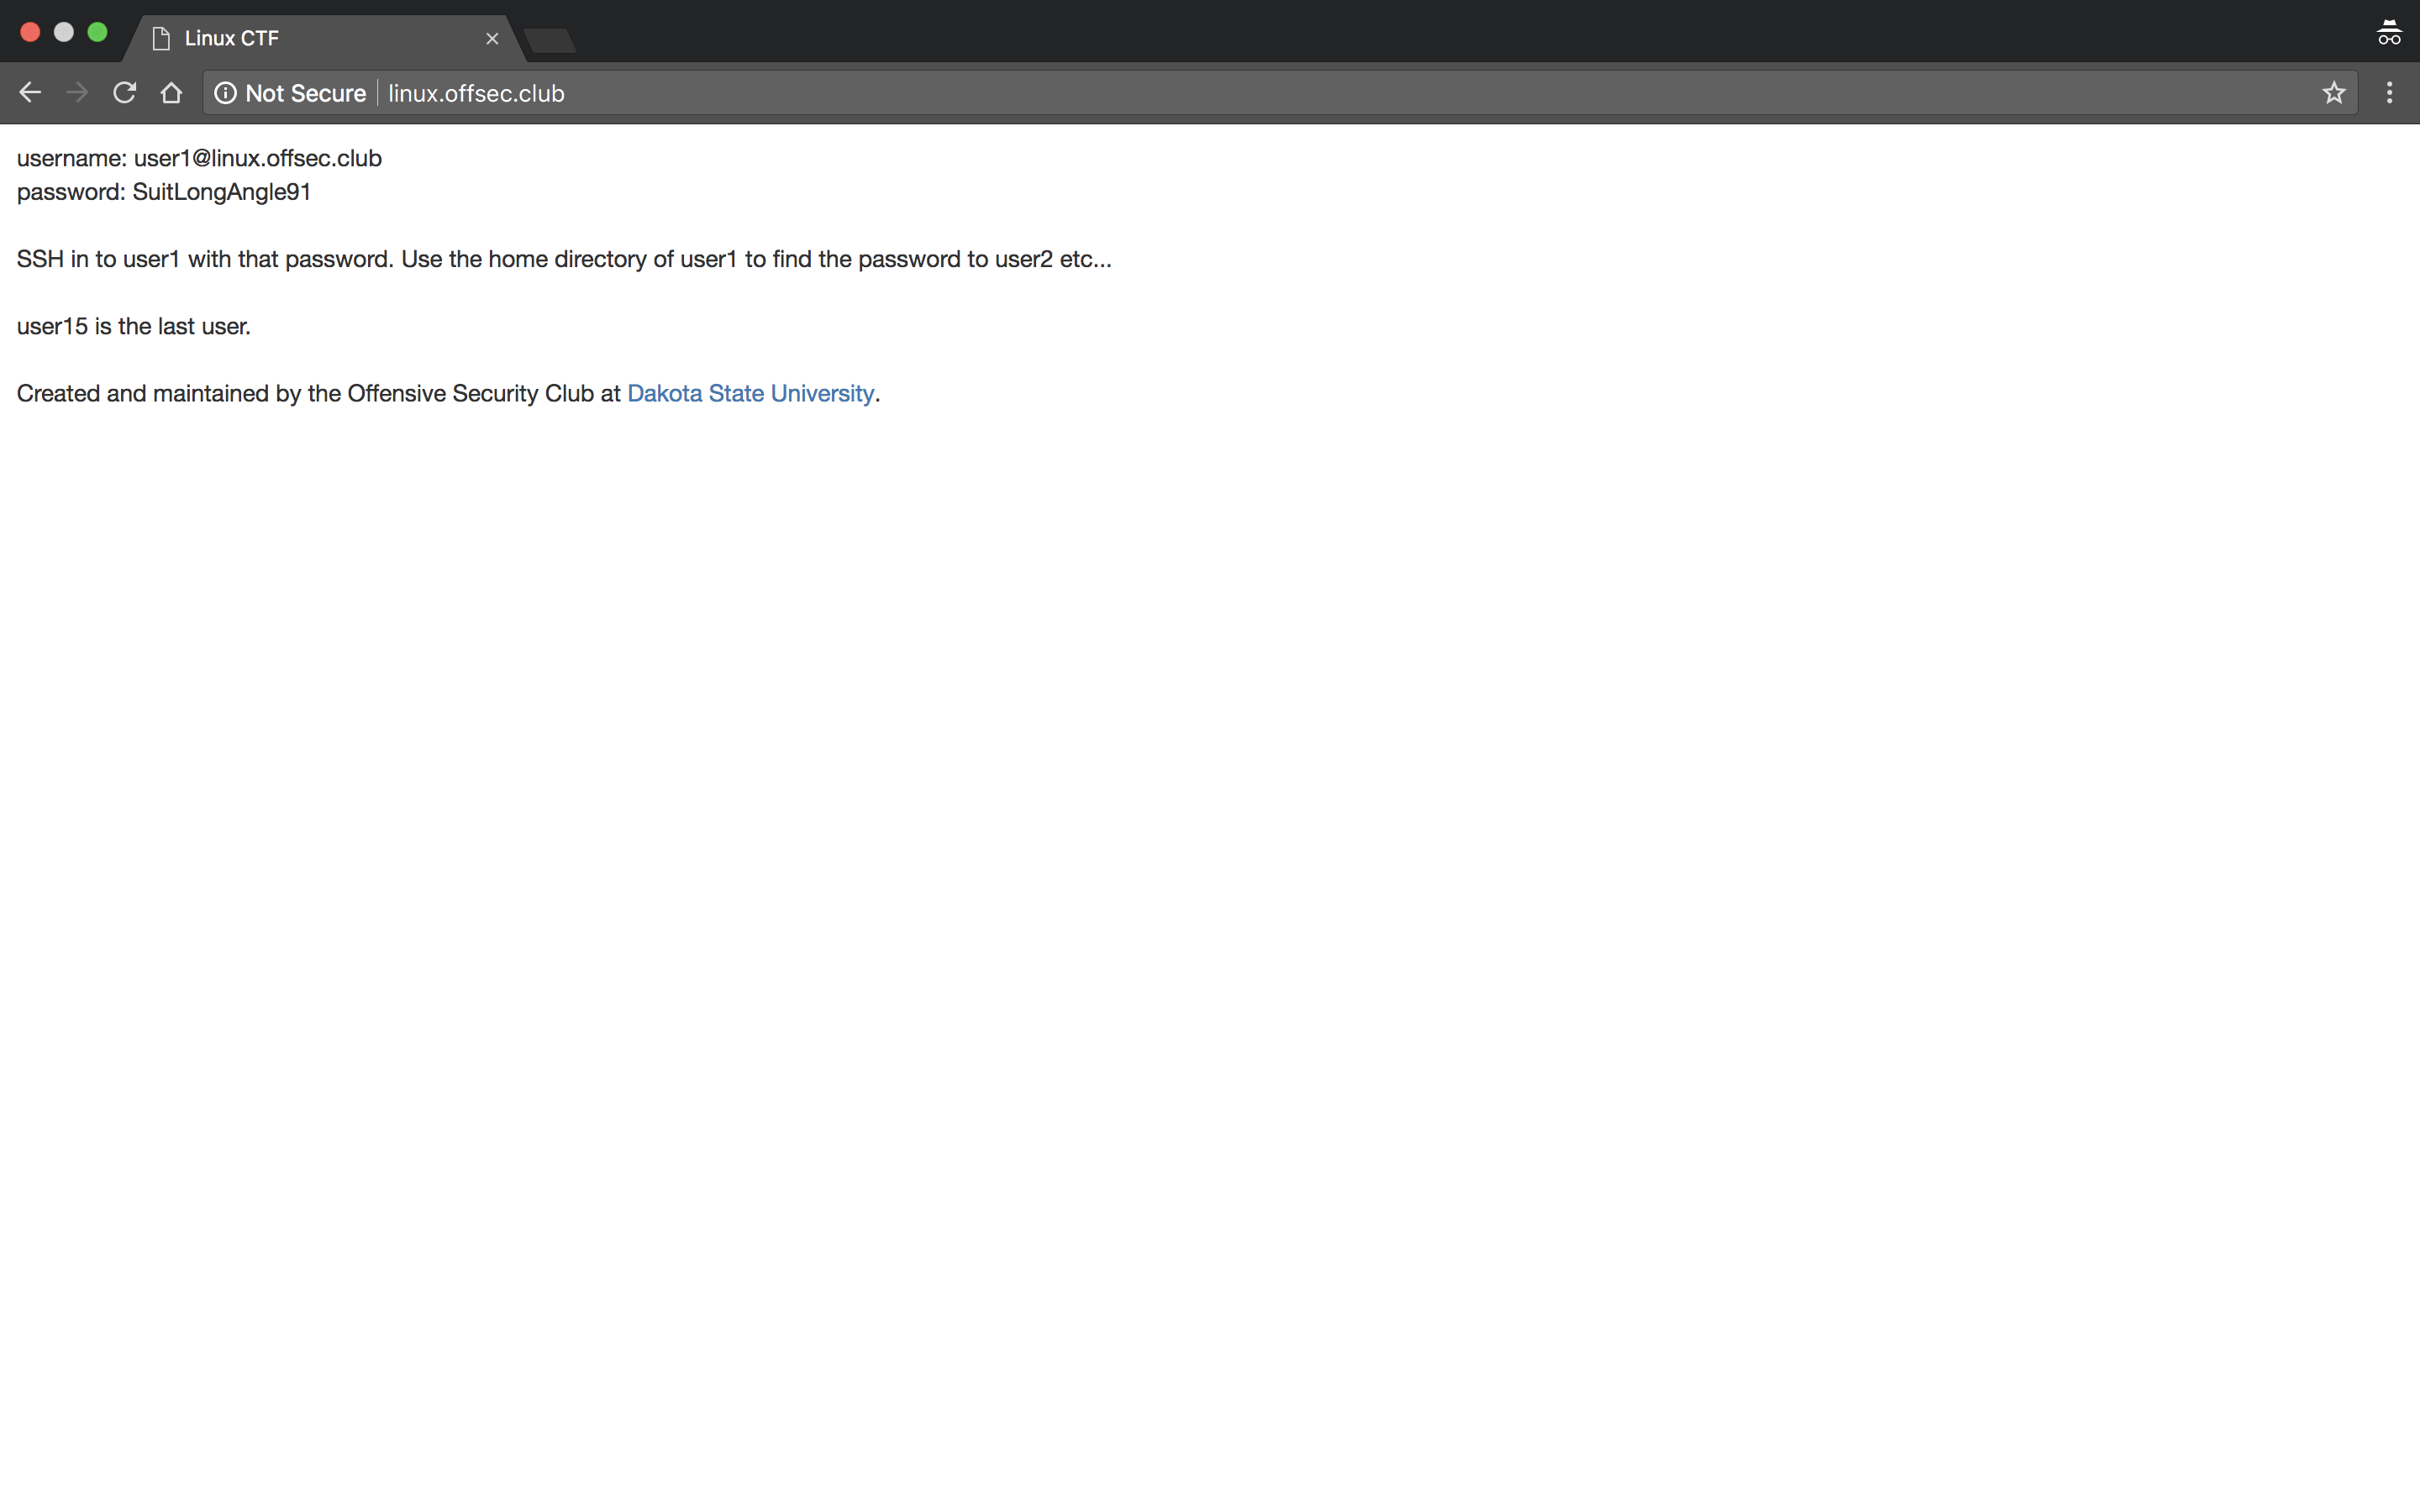 Linux CTF
Not Secure linux.offsec.club
username: user1@linux.offsec.club
password: SuitLongAngle91
SSH in to user1 with that password. Use the home directory of user1 to find the password to user2 etc...
user15 is the last user.
Created and maintained by the Offensive Security Club at Dakota State University.